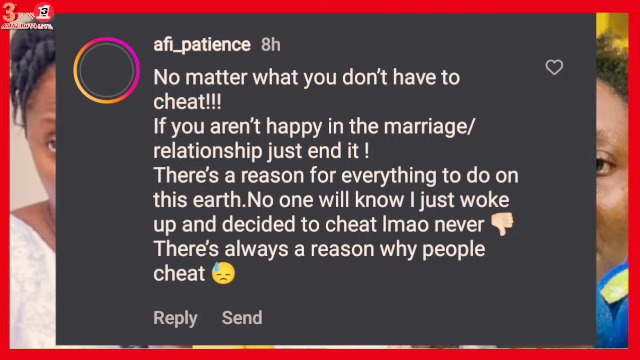 3
3
afi_patience 8h
No matter what you don't have to
cheat!!!
If you aren't happy in the marriage/
relationship just end it !
There's a reason for everything to do on
this earth.No one will know I just woke
up and decided to cheat lmao never 👎🏻
There's always a reason why people
cheat 😓
Reply Send